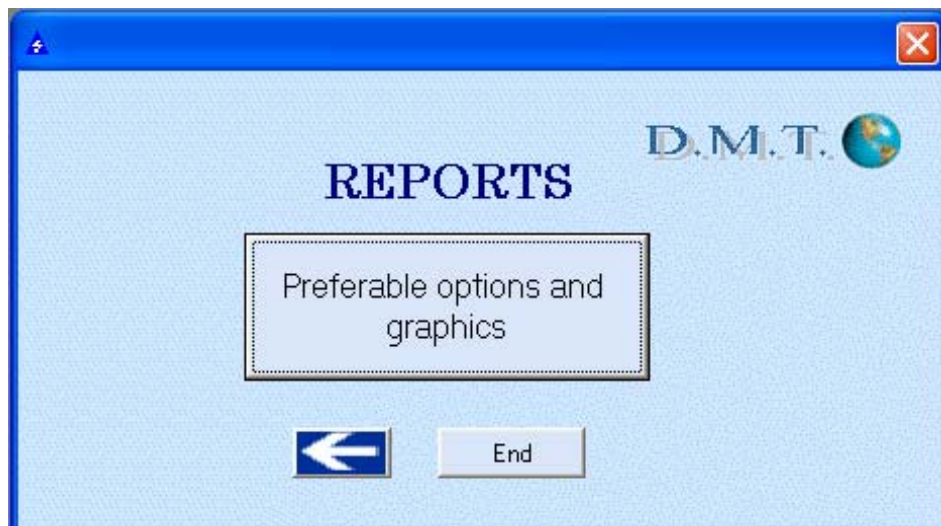 D.M.T.
REPORTS
Preferable options and
graphics
End